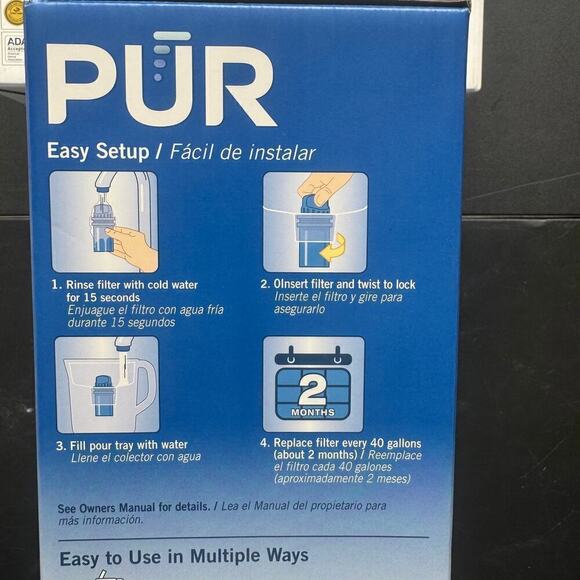 ADA
Accepted
PŪR
Easy Setup / Fácil de instalar
1. Rinse filter with cold water
for 15 seconds
Enjuague el filtro con agua fría
durante 15 segundos
2. OInsert filter and twist to lock
Inserte el filtro y gire para
asegurarlo
3. Fill pour tray with water
Llene el colector con agua
2
MONTHS
4. Replace filter every 40 gallons
(about 2 months) / Reemplace
el filtro cada 40 galones
(aproximadamente 2 meses)
See Owners Manual for details. / Lea el Manual del propietario para
más información.
Easy to Use in Multiple Ways